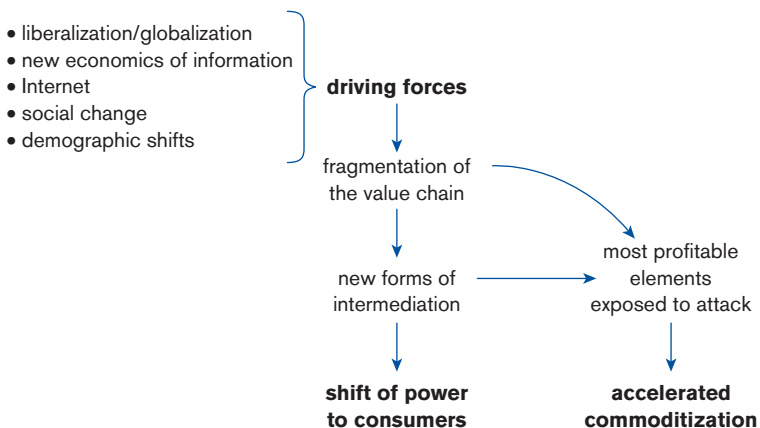 • liberalization/globalization
• new economics of information
• Internet
• social change
• demographic shifts
driving forces
fragmentation of
the value chain
new forms of
intermediation
most profitable
elements
exposed to attack
shift of power
to consumers
accelerated
commoditization